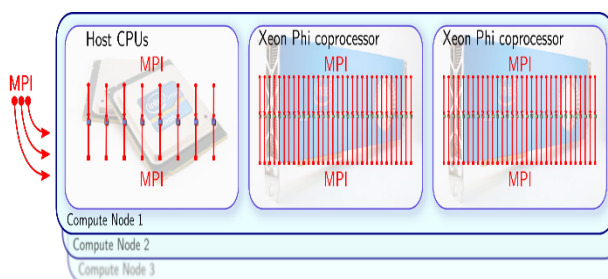 Host CPUs
Xeon Phi coprocessor
Xeon Phi coprocessor
MPI
MPI
MPI
MPI
MPI
MPI
MPI
Compute Node 1
Compute Node 2
Compute Node 3